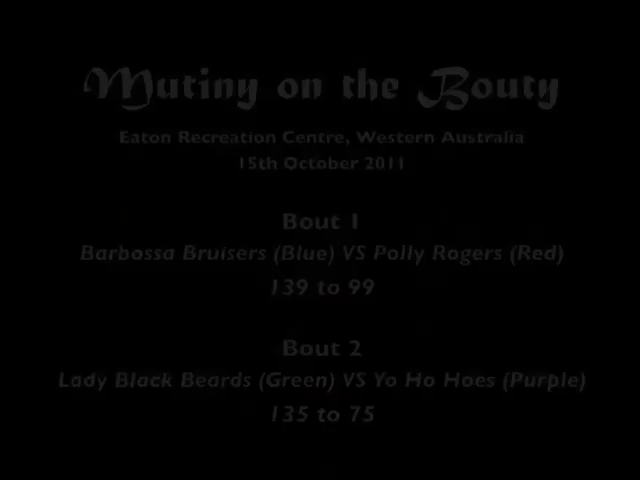 Mutiny on the Bouty
Eaton Recreation Centre, Western Australia
15th October 2011
Bout 1
Barbossa Bruisers (Blue) VS Polly Rogers (Red)
139 to 99
Bout 2
Lady Black Beards (Green) VS Yo Ho Hoes (Purple)
135 to 75